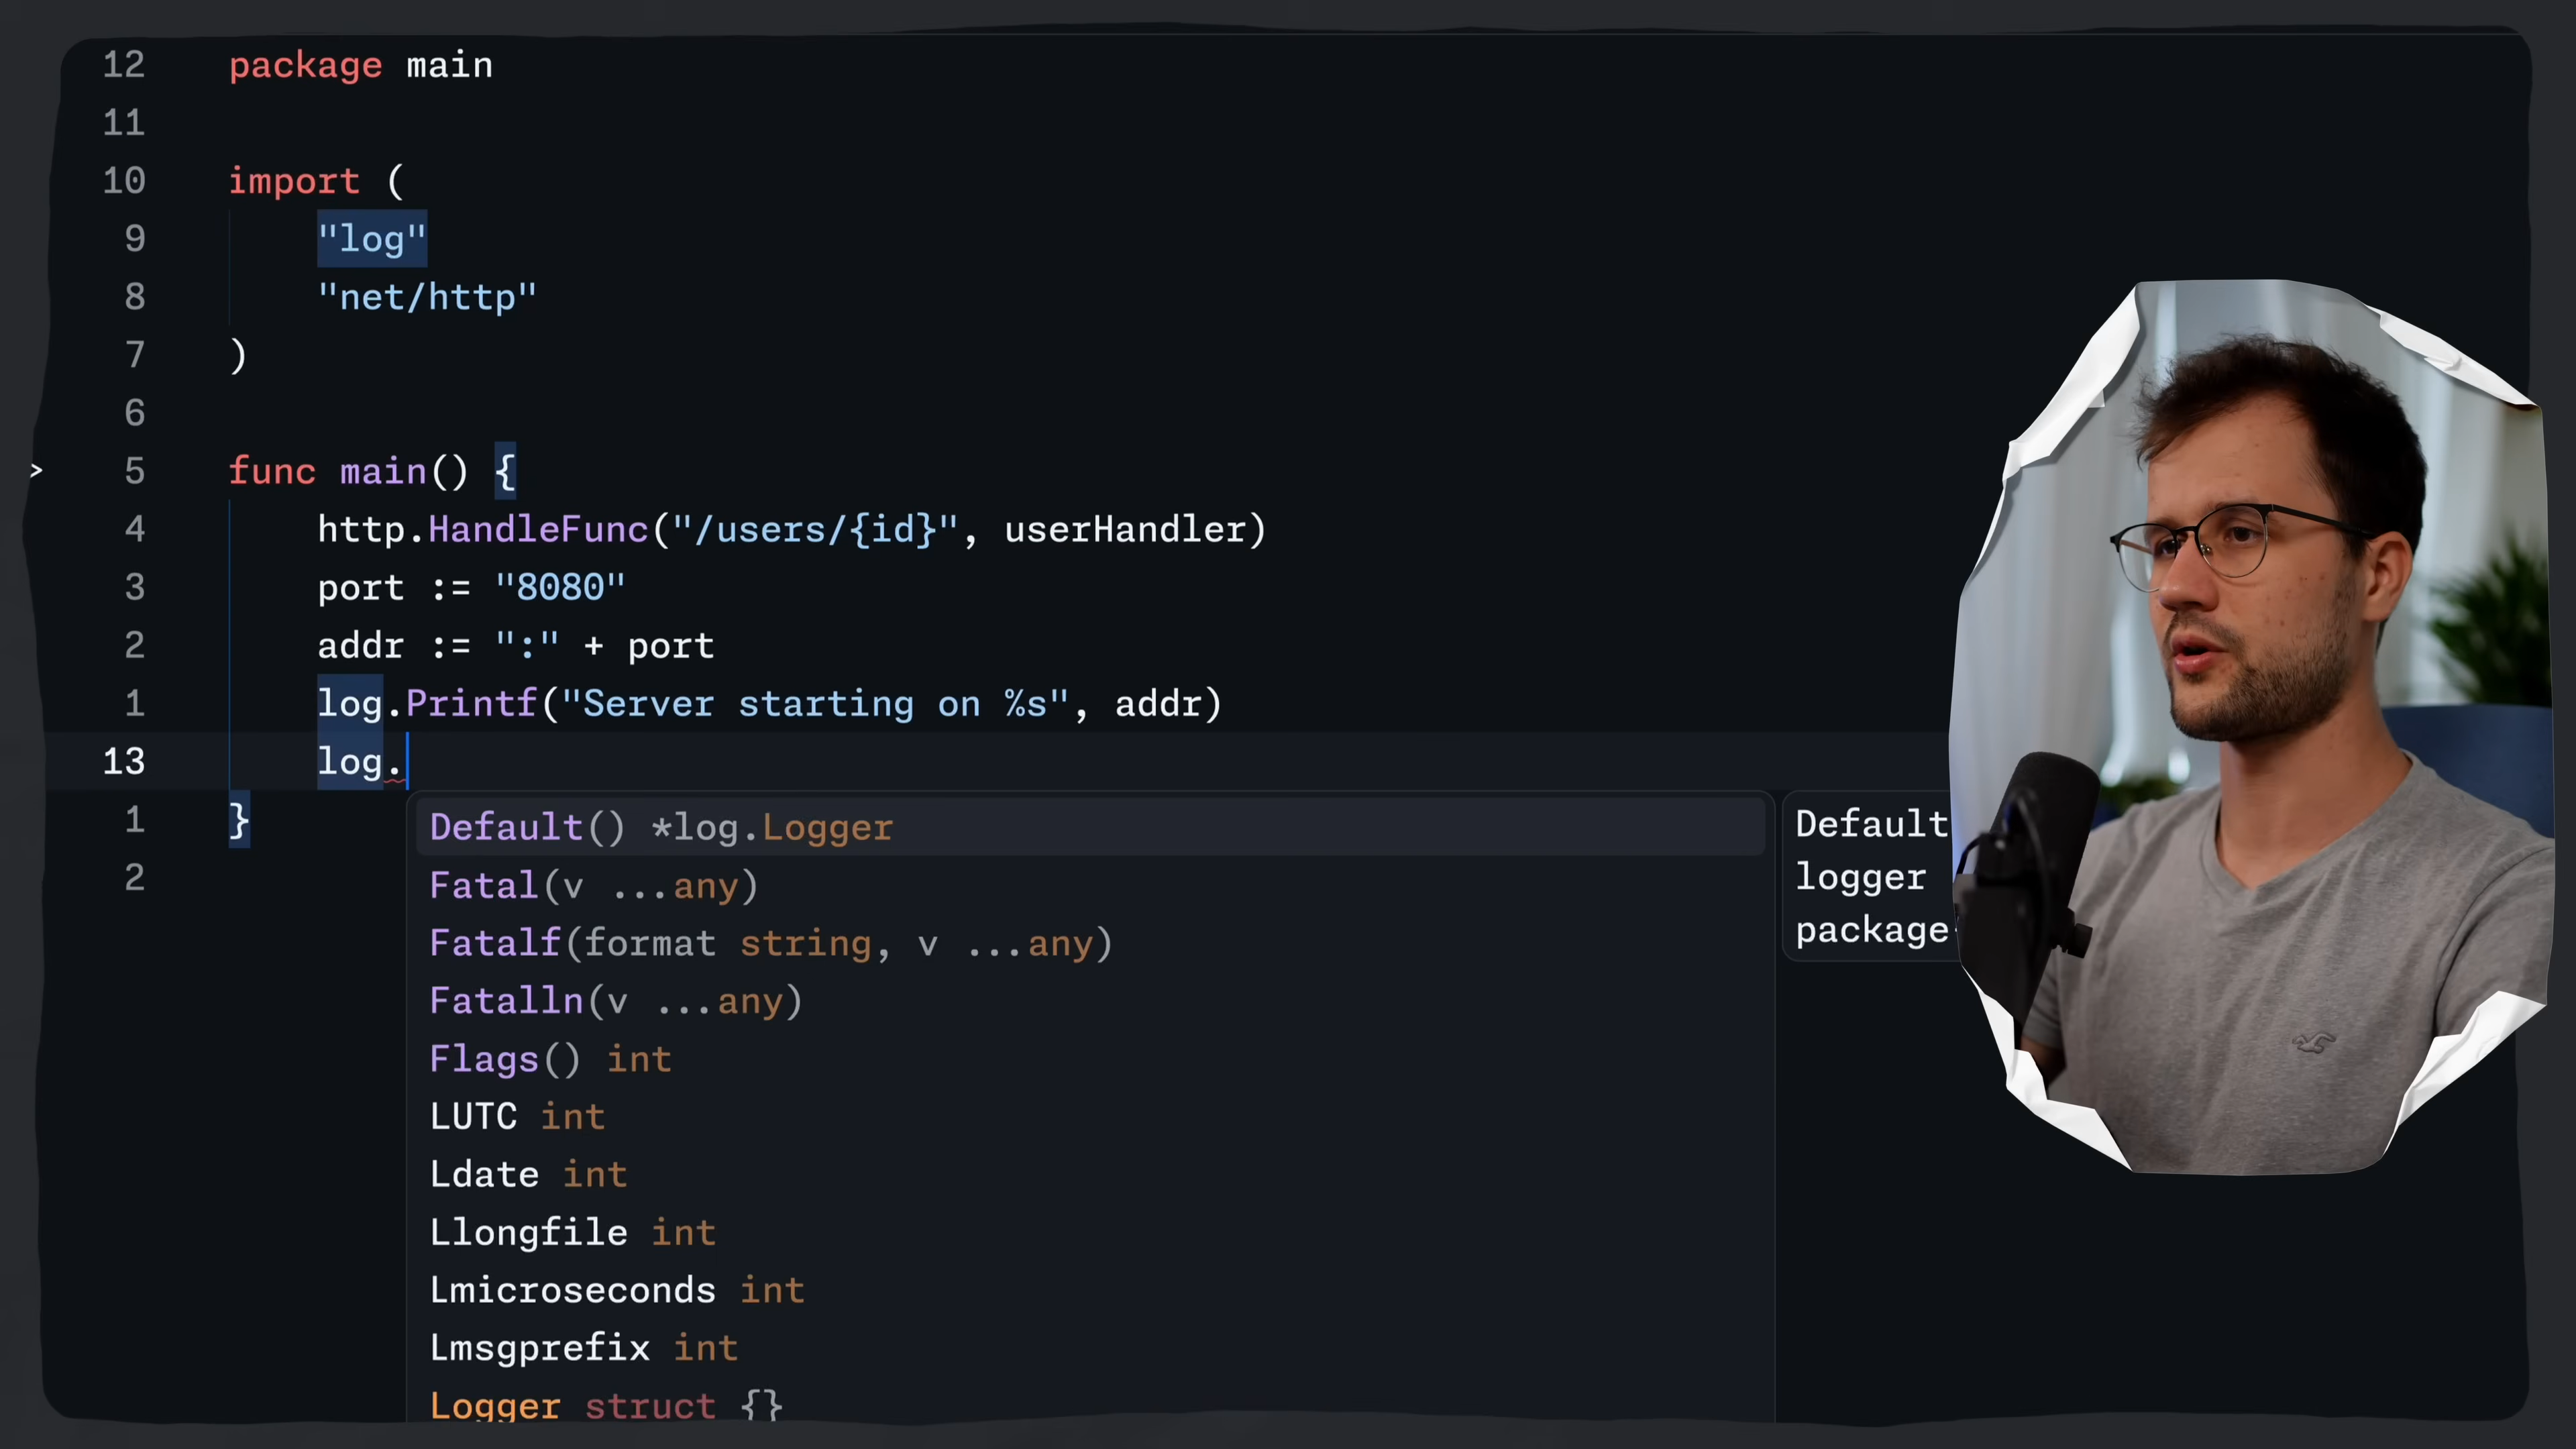 12 package main
11
10 import (
9 "log"
8 "net/http"
7 )
6
> 5 func main() {
4 http.HandleFunc("/users/{id}", userHandler)
3 port := "8080"
2 addr := ":" + port
1 log.Printf("Server starting on %s", addr)
13 log.
1 }
2
Default() *log.Logger
Fatal(v ...any)
Fatalf(format string, v ...any)
Fatalln(v ...any)
Flags() int
LUTC int
Ldate int
Llongfile int
Lmicroseconds int
Lmsgprefix int
Logger struct {}
Default
logger
package-